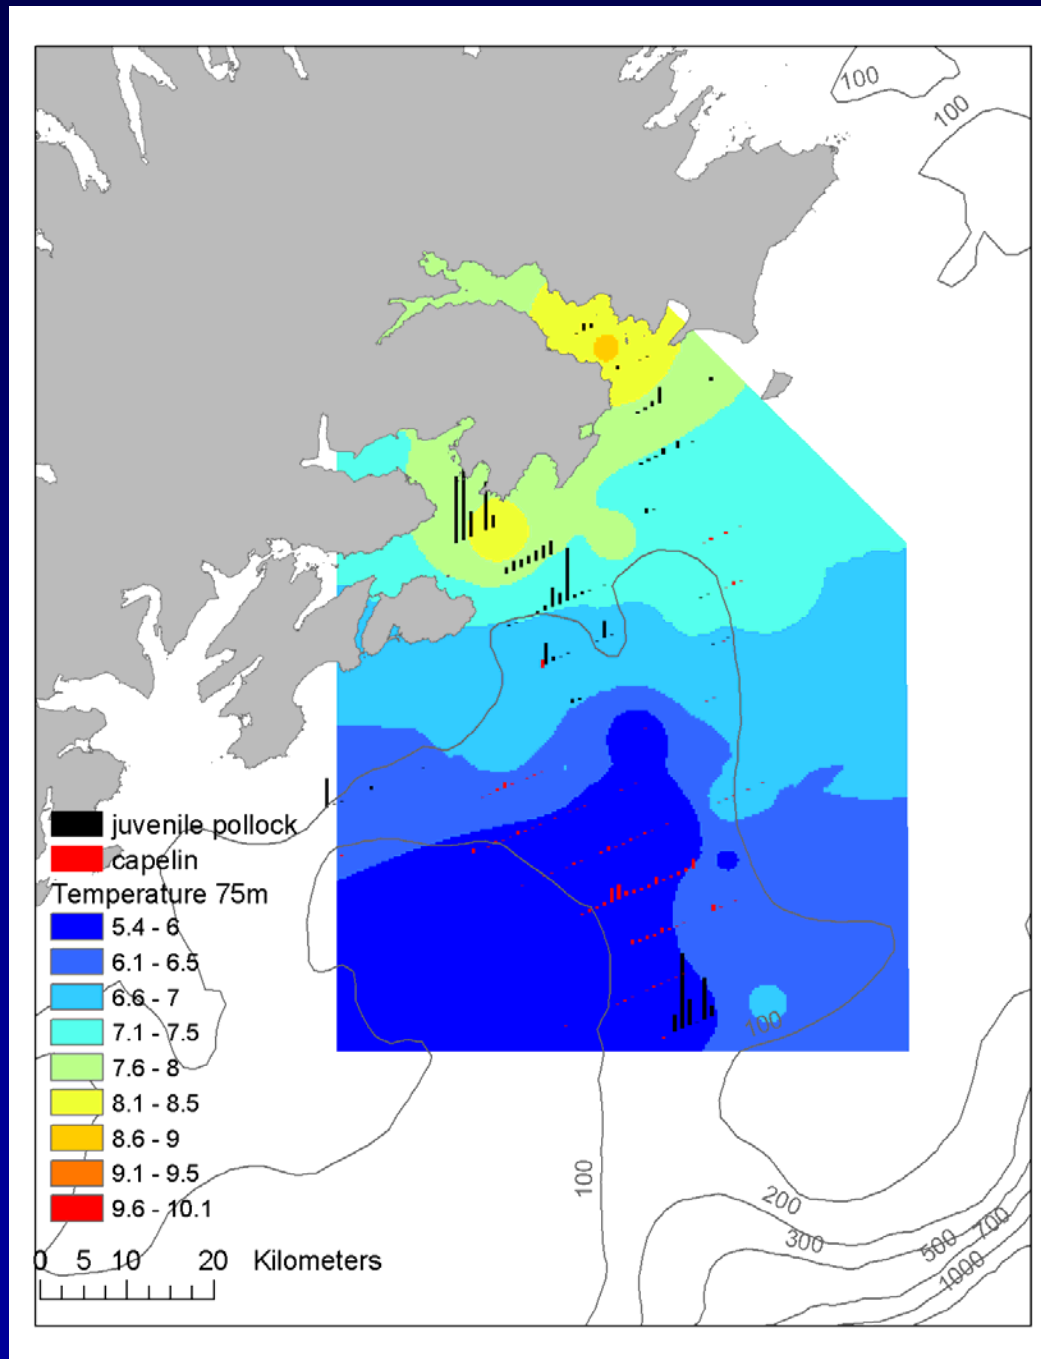 100
100
juvenile pollock
capelin
Temperature 75m
5.4 - 6
6.1 - 6.5
6.6 - 7
7.1 - 7.5
7.6 - 8
8.1 - 8.5
8.6 - 9
9.1 - 9.5
9.6 - 10.1
100
100
200
300
500
700
1000
0 5 10 20 Kilometers